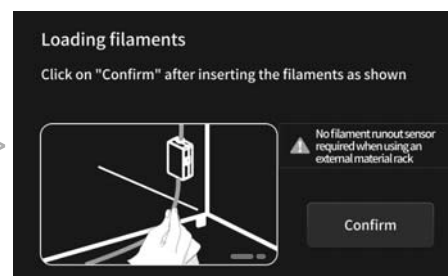 Loading filaments
Click on "Confirm" after inserting the filaments as shown
No filament runout sensor
required when using an
external material rack
Confirm